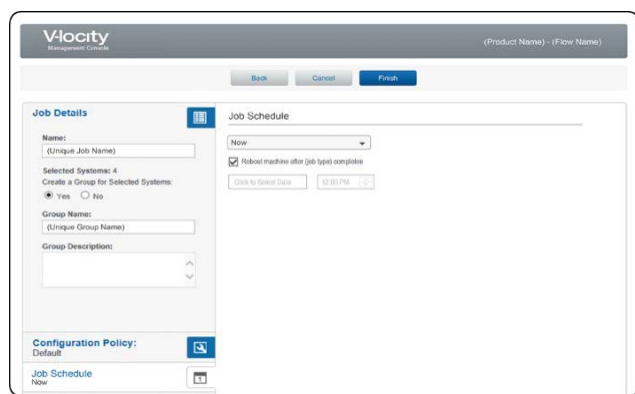 V-locity
Management Console
(Product Name) - (Flow Name)
Back
Cancel
Finish
Job Details
Name:
(Unique Job Name)
Selected Systems: 4
Create a Group for Selected Systems:
Yes
No
Group Name:
(Unique Group Name)
Group Description:
Configuration Policy:
Default
Job Schedule
Now
Job Schedule
Now
Reboot machine after (job type) completes
Click to Select Date
12:00 PM